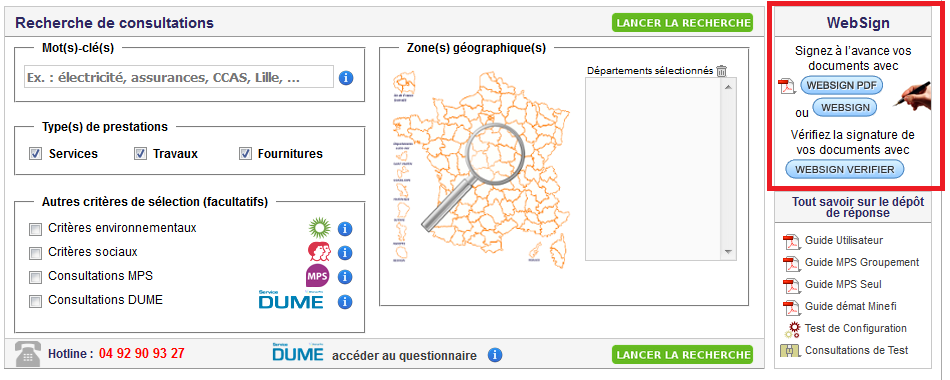 Recherche de consultations
LANCER LA RECHERCHE
Mot(s)-clé(s)
Ex. : électricité, assurances, CCAS, Lille, ...
Type(s) de prestations
Services
Travaux
Fournitures
Autres critères de sélection (facultatifs)
Critères environnementaux
Critères sociaux
Consultations MPS
MPS
Consultations DUME
Service
DUME
Zone(s) géographique(s)
Départements sélectionnés
Hotline : 04 92 90 93 27
Service
DUME
accéder au questionnaire
LANCER LA RECHERCHE
WebSign
Signez à l'avance vos
documents avec
WEBSIGN PDF
ou WEBSIGN
Vérifiez la signature de
vos documents avec
WEBSIGN VERIFIER
Tout savoir sur le dépôt
de réponse
Guide Utilisateur
Guide MPS Groupement
Guide MPS Seul
Guide démat Minefi
Test de Configuration
Consultations de Test